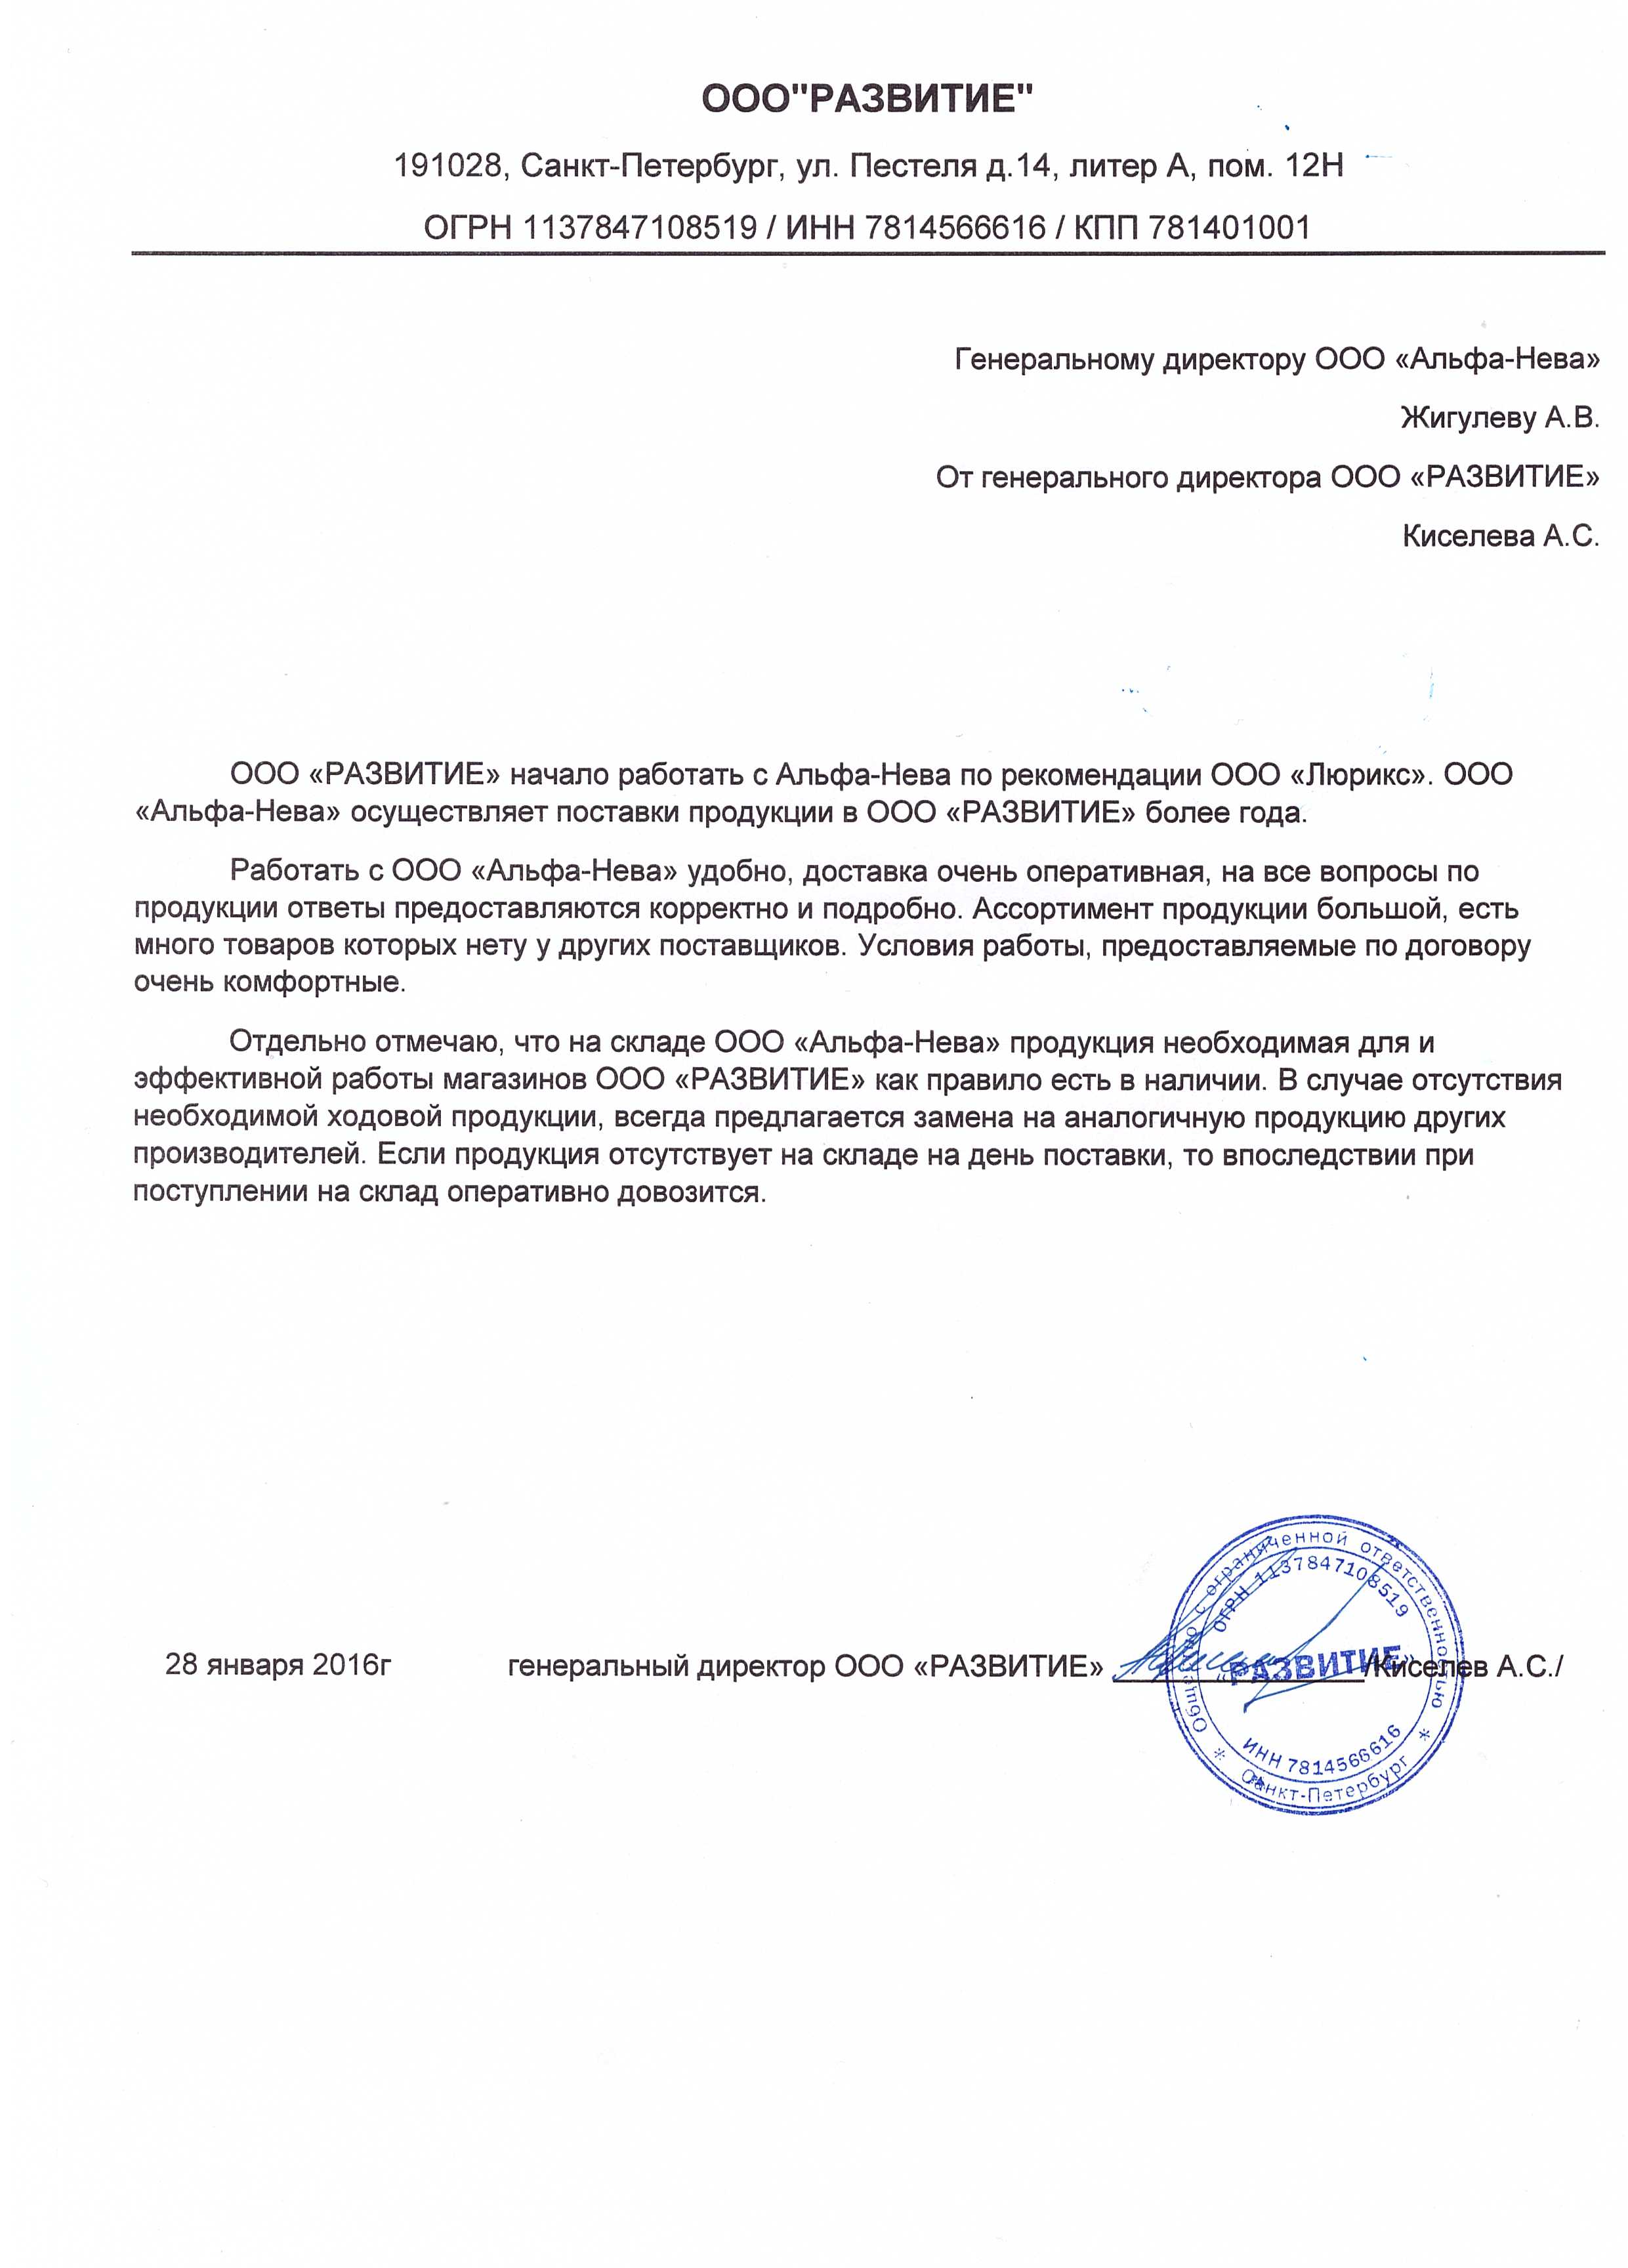 ООО"РАЗВИТИЕ"
191028, Санкт-Петербург, ул. Пестеля д.14, литер А, пом. 12Н
ОГРН 1137847108519 / ИНН 7814566616 / КПП 781401001
Генеральному директору ООО «Альфа-Нева»
Жигулеву А.В.
От генерального директора ООО «РАЗВИТИЕ»
Киселева А.С.
ООО «РАЗВИТИЕ» начало работать с Альфа-Нева по рекомендации ООО «Люрикс». ООО
«Альфа-Нева» осуществляет поставки продукции в ООО «РАЗВИТИЕ» более года.
Работать с ООО «Альфа-Нева» удобно, доставка очень оперативная, на все вопросы по
продукции ответы предоставляются корректно и подробно. Ассортимент продукции большой, есть
много товаров которых нету у других поставщиков. Условия работы, предоставляемые по договору
очень комфортные.
Отдельно отмечаю, что на складе ООО «Альфа-Нева» продукция необходимая для и
эффективной работы магазинов ООО «РАЗВИТИЕ» как правило есть в наличии. В случае отсутствия
необходимой ходовой продукции, всегда предлагается замена на аналогичную продукцию других
производителей. Если продукция отсутствует на складе на день поставки, то впоследствии при
поступлении на склад оперативно довозится.
28 января 2016г генеральный директор ООО «РАЗВИТИЕ» /Киселев А.С./
Общество с ограниченной ответственностью
ОГРН 1137847108519
«РАЗВИТИЕ»
ИНН 7814566616
* Санкт-Петербург *